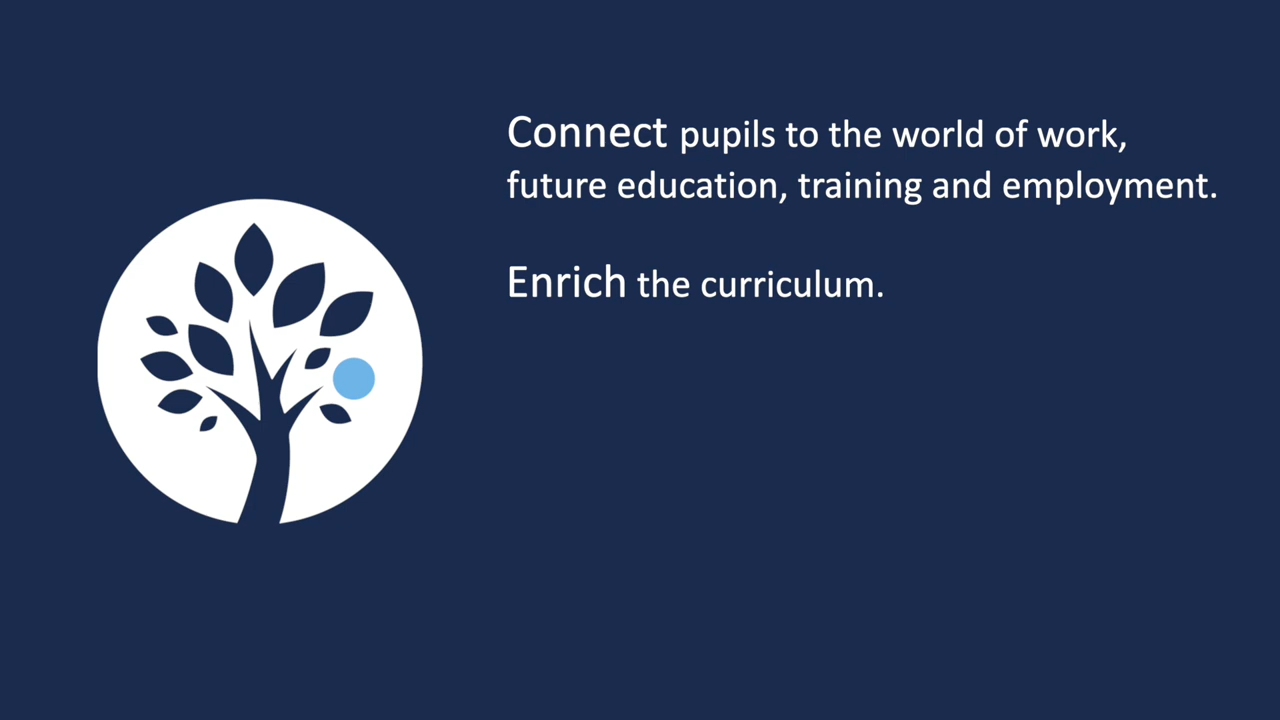 Connect pupils to the world of work,
future education, training and employment.
Enrich the curriculum.